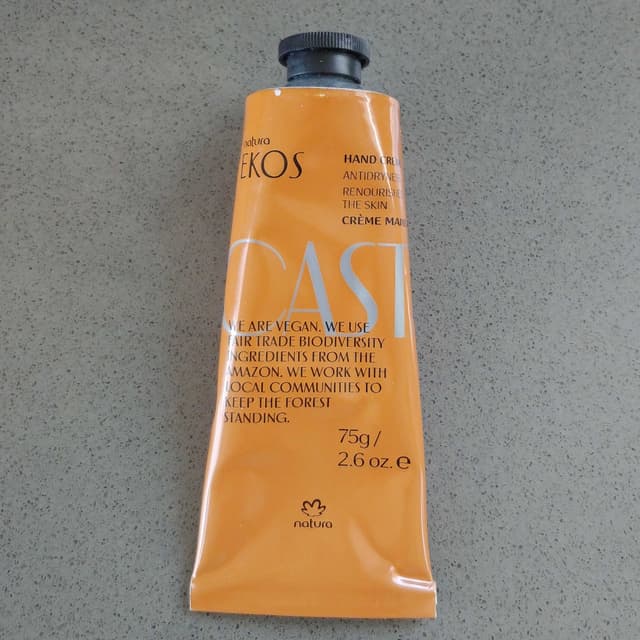 natura
EKOS
HAND CRE
ANTIDRYNES
RENOURISH
THE SKIN
CRÈME MAI
CAST
WE ARE VEGAN. WE USE
FAIR TRADE BIODIVERSITY
INGREDIENTS FROM THE
AMAZON. WE WORK WITH
LOCAL COMMUNITIES TO
KEEP THE FOREST
STANDING.
75g /
2.6 oz. ℮
natura